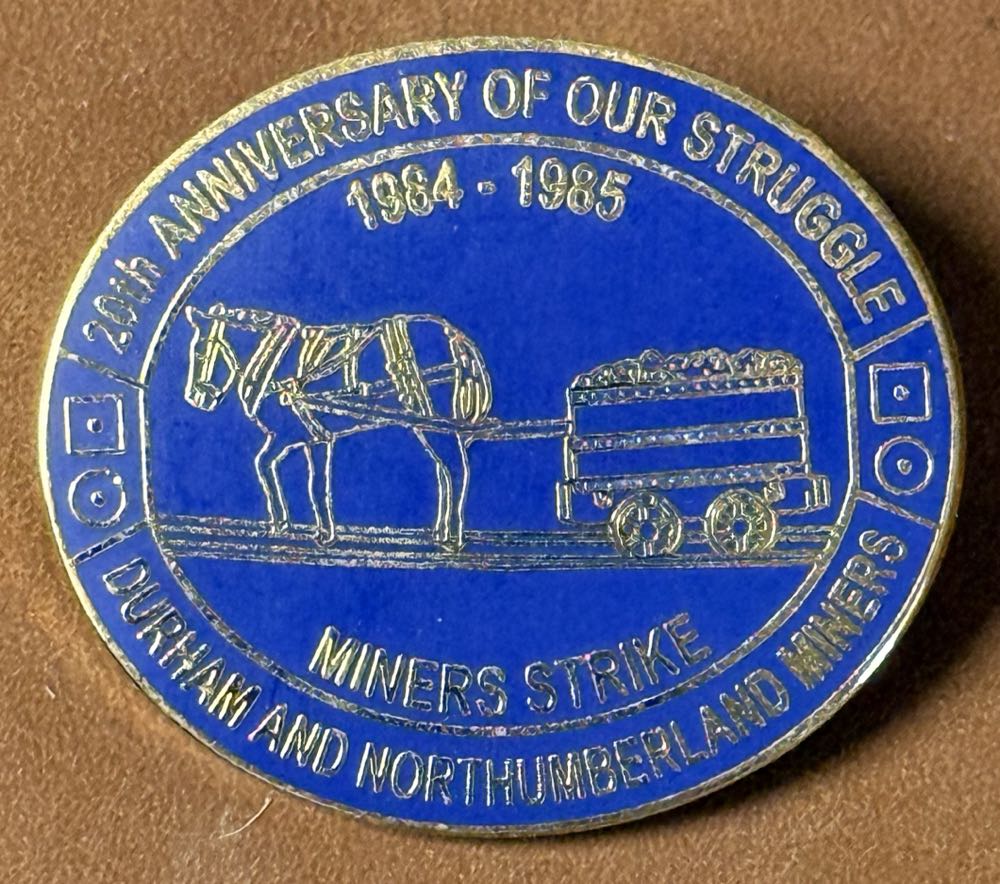 20th ANNIVERSARY OF OUR STRUGGLE
1984 - 1985
MINERS STRIKE
DURHAM AND NORTHUMBERLAND MINERS